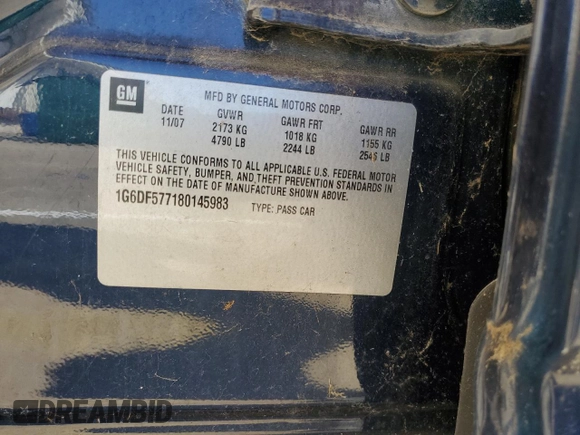 GM
MFD BY GENERAL MOTORS CORP.
DATE GVWR GAWR FRT GAWR RR
11/07 2173 KG 1018 KG 1155 KG
4790 LB 2244 LB 2545 LB
THIS VEHICLE CONFORMS TO ALL APPLICABLE U.S. FEDERAL MOTOR
VEHICLE SAFETY, BUMPER, AND THEFT PREVENTION STANDARDS IN
EFFECT ON THE DATE OF MANUFACTURE SHOWN ABOVE.
1G6DF577180145983 TYPE: PASS CAR
DREAMBID